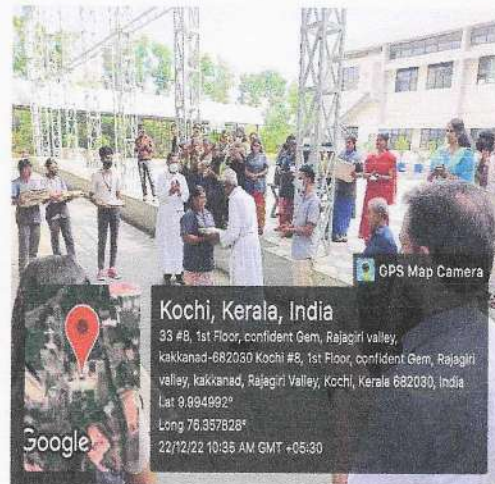 GPS Map Camera
Kochi, Kerala, India
33 #8, 1st Floor, confident Gem, Rajagiri valley,
kakkanad-682030 Kochi #8, 1st Floor, confident Gem, Rajagiri
valley, kakkanad, Rajagiri Valley, Kochi, Kerala 682030, India
Lat 9.994992°
Long 76.357828°
22/12/22 10:35 AM GMT +05:30
Google